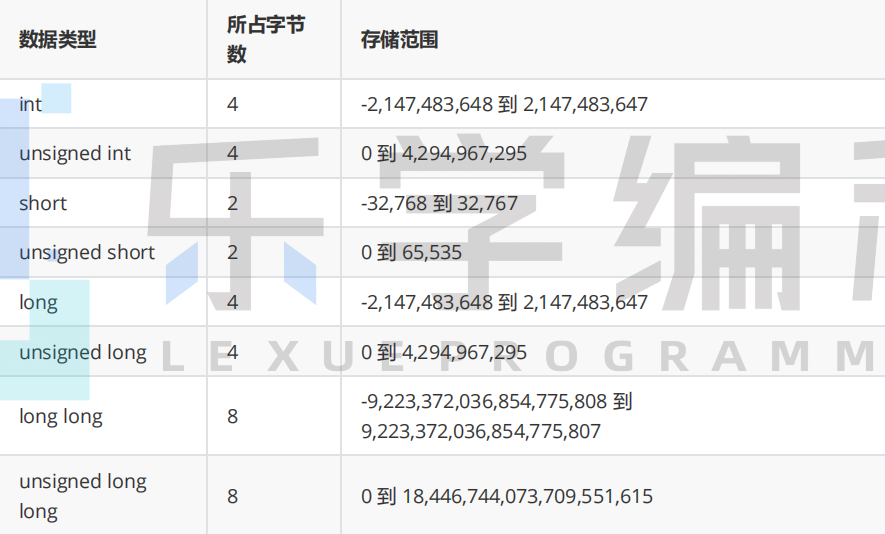 数据类型 所占字节数 存储范围
int 4 -2,147,483,648 到 2,147,483,647
unsigned int 4 0 到 4,294,967,295
short 2 -32,768 到 32,767
unsigned short 2 0 到 65,535
long 4 -2,147,483,648 到 2,147,483,647
unsigned long 4 0 到 4,294,967,295
long long 8 -9,223,372,036,854,775,808 到
9,223,372,036,854,775,807
unsigned long long 8 0 到 18,446,744,073,709,551,615
乐学编
LEXUE PROGRAMM